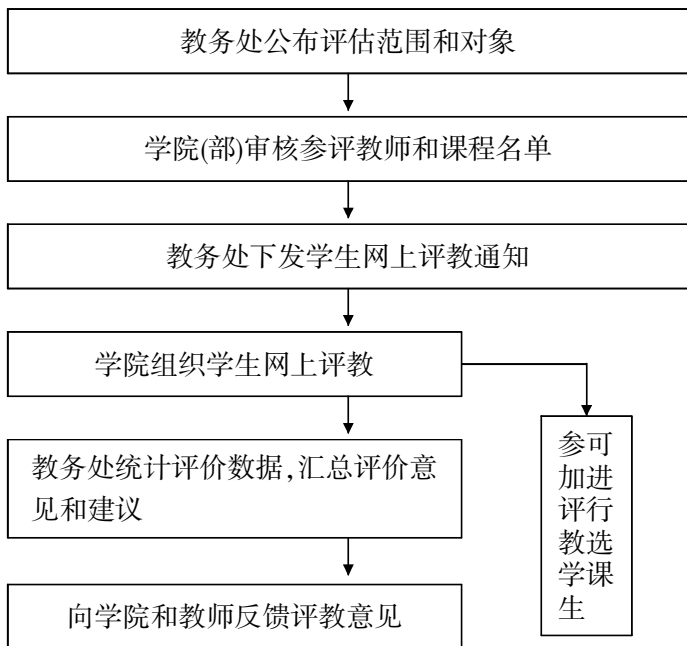 教务处公布评估范围和对象
学院(部)审核参评教师和课程名单
教务处下发学生网上评教通知
学院组织学生网上评教
教务处统计评价数据,汇总评价意
见和建议
向学院和教师反馈评教意见
参加评教学生
可进行选课